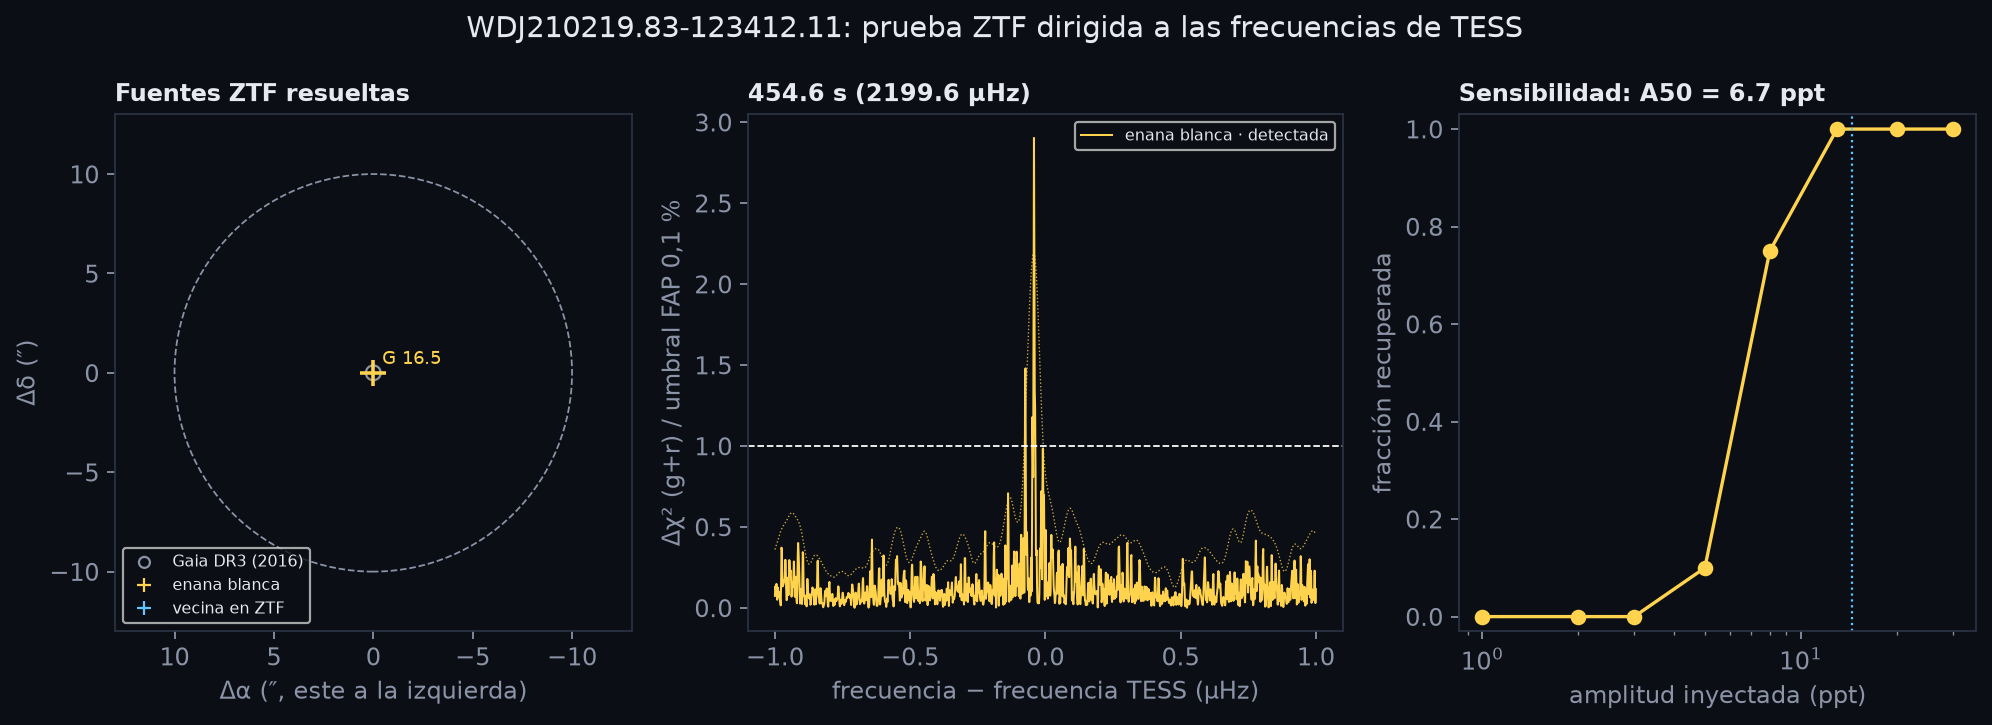 WDJ210219.83-123412.11: prueba ZTF dirigida a las frecuencias de TESS
Fuentes ZTF resueltas
10
5
0
−5
−10
Δδ (″)
G 16.5
Gaia DR3 (2016)
enana blanca
vecina en ZTF
10
5
0
−5
−10
Δα (″, este a la izquierda)
454.6 s (2199.6 μHz)
3.0
2.5
2.0
1.5
1.0
0.5
0.0
Δχ² (g+r) / umbral FAP 0,1 %
enana blanca · detectada
−1.0
−0.5
0.0
0.5
1.0
frecuencia − frecuencia TESS (μHz)
Sensibilidad: A50 = 6.7 ppt
1.0
0.8
0.6
0.4
0.2
0.0
fracción recuperada
10⁰
10¹
amplitud inyectada (ppt)